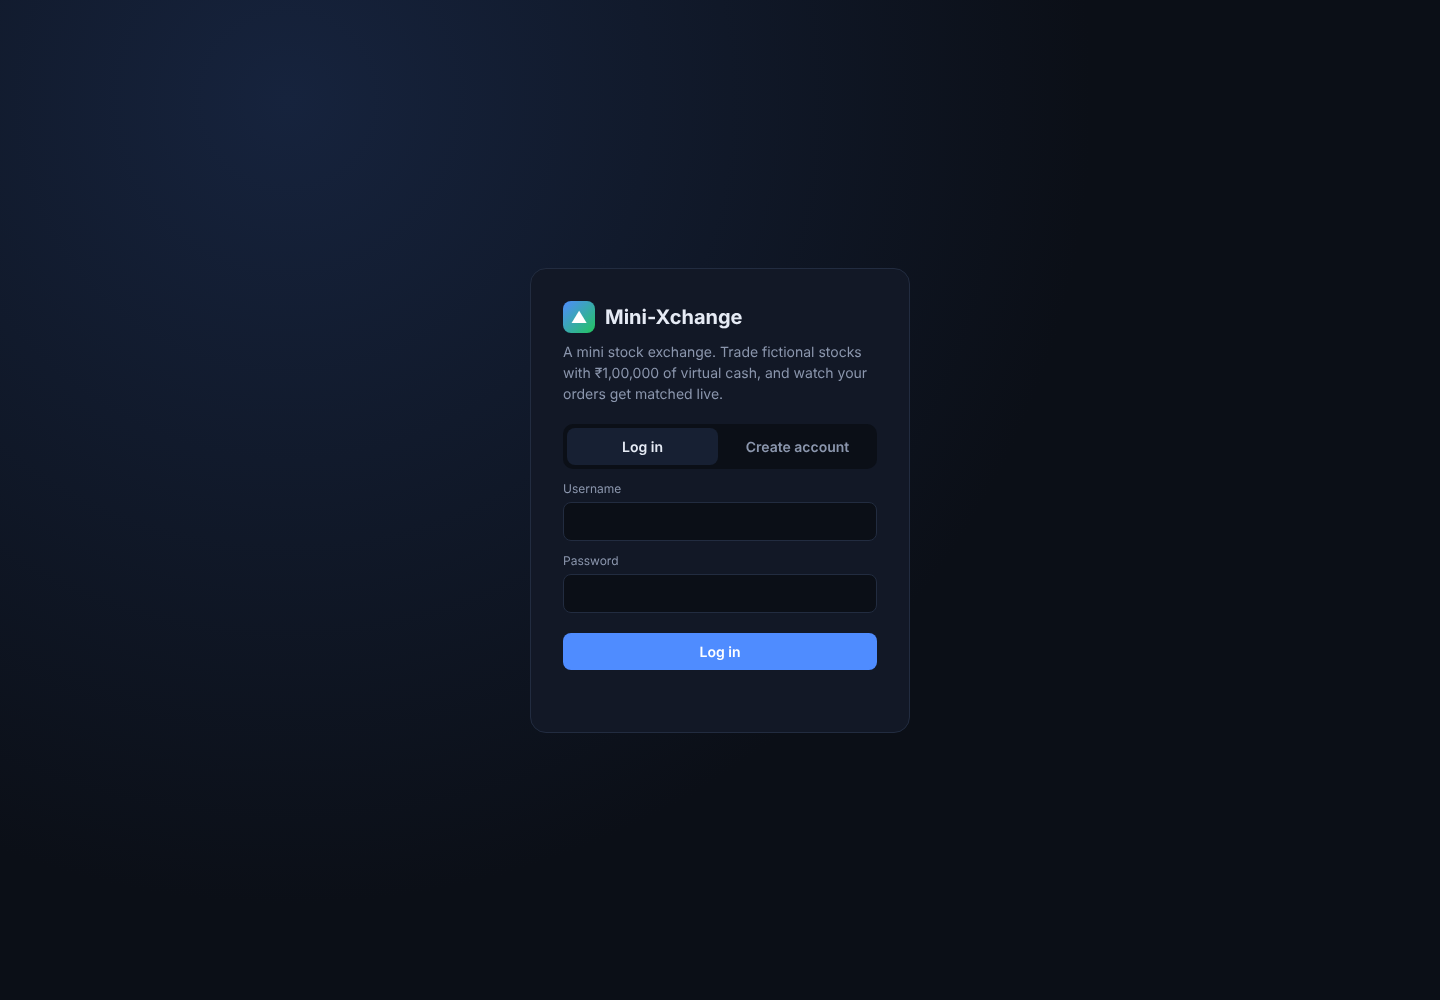 Mini-Xchange
A mini stock exchange. Trade fictional stocks
with ₹1,00,000 of virtual cash, and watch your
orders get matched live.
Log in
Create account
Username
Password
Log in